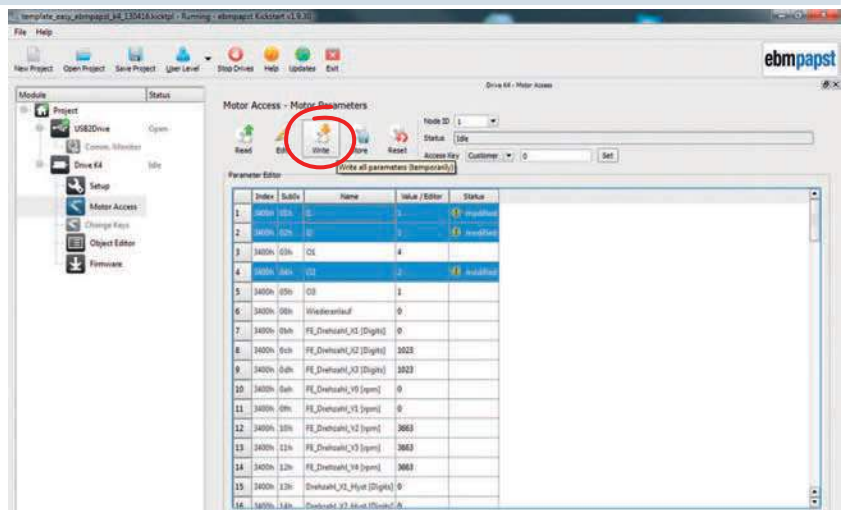 template_easy_ebmpapst_k4_130416.kickzpl - Running - ebmpapst Kickstart v1.9.30
File Help
New Project Open Project Save Project User Level Stop Drives Help Updates Exit
ebmpapst
Drive K4 - Motor Access
Module Status
Project
USB2Drive Open
Comm. Monitor
Drive K4 Idle
Setup
Motor Access
Change Keys
Object Editor
Firmware
Motor Access - Motor Parameters
Node ID 1
Status Idle
Access Key Customer 0 Set
Read Edit Write Store Reset
Write all parameters (temporarily)
Parameter Editor
Index SubIx Name Value / Editor Status
1 3400h 01h 1 modified
2 3400h 02h modified
3 3400h 03h O1 4
4 3400h 04h O2 2 modified
5 3400h 05h O3 1
6 3400h 06h Wiederanlauf 0
7 3400h 0bh FE_Drehzahl_X1 [Digits] 0
8 3400h 0ch FE_Drehzahl_X2 [Digits] 1023
9 3400h 0dh FE_Drehzahl_X3 [Digits] 1023
10 3400h 0eh FE_Drehzahl_Y0 [rpm] 0
11 3400h 0fh FE_Drehzahl_Y1 [rpm] 0
12 3400h 10h FE_Drehzahl_Y2 [rpm] 3663
13 3400h 11h FE_Drehzahl_Y3 [rpm] 3663
14 3400h 12h FE_Drehzahl_Y4 [rpm] 3663
15 3400h 13h Drehzahl_X1_Hyst [Digits] 0
16 3400h 14h Drehzahl_X2_Hyst [Digits] 0